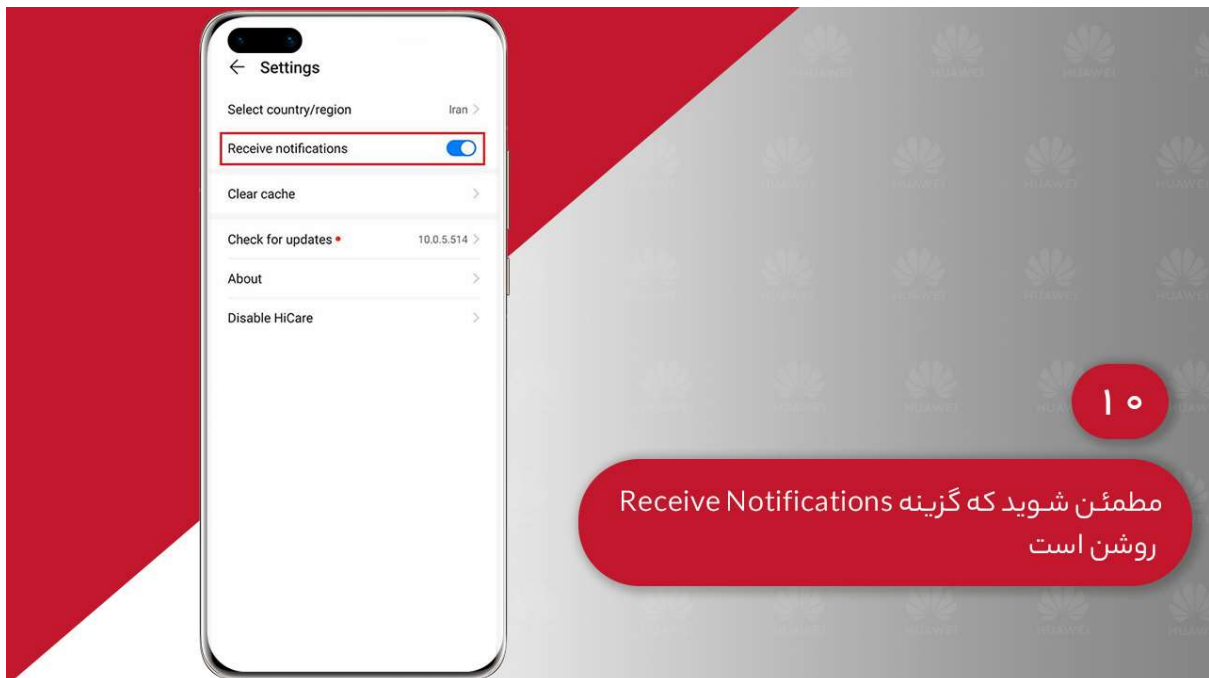 Settings
Select country/region Iran
Receive notifications
Clear cache
Check for updates 10.0.5.514
About
Disable HiCare
۱۰
مطمئن شوید که گزینه Receive Notifications
روشن است
HUAWEI